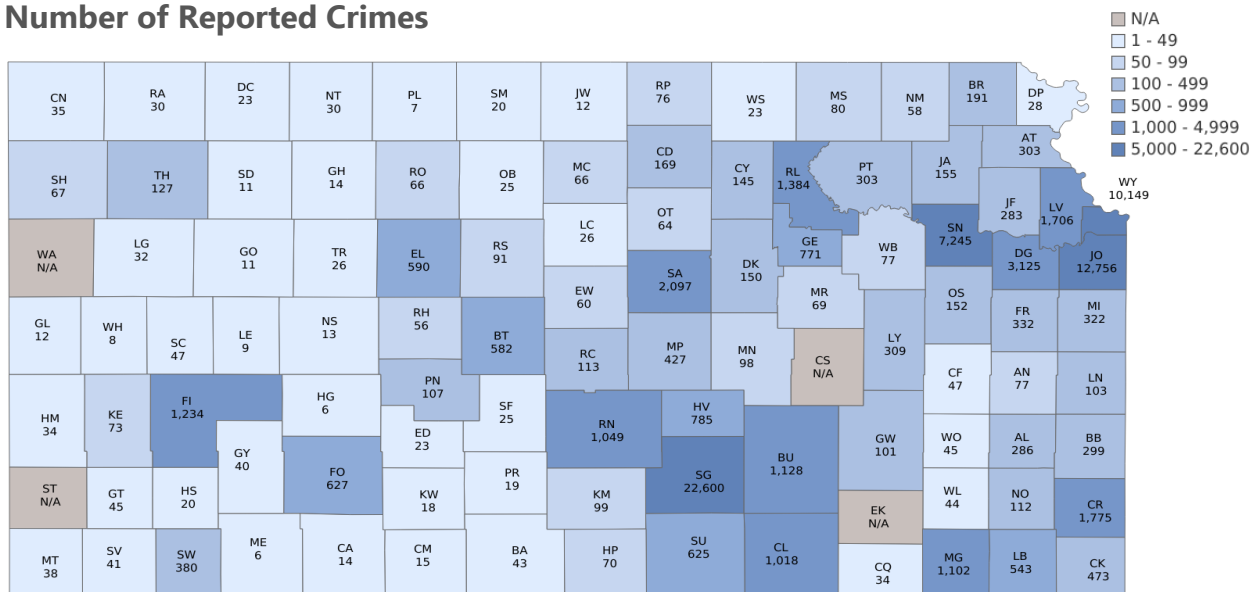 Number of Reported Crimes
N/A
1 - 49
50 - 99
100 - 499
500 - 999
1,000 - 4,999
5,000 - 22,600
CN
35
RA
30
DC
23
NT
30
PL
7
SM
20
JW
12
RP
76
WS
23
MS
80
NM
58
BR
191
DP
28
SH
67
TH
127
SD
11
GH
14
RO
66
OB
25
MC
66
CD
169
CY
145
RL
1,384
PT
303
JA
155
AT
303
LC
26
OT
64
JF
283
LV
1,706
WY
10,149
WA
N/A
LG
32
GO
11
TR
26
EL
590
RS
91
SA
2,097
DK
150
GE
771
WB
77
SN
7,245
DG
3,125
JO
12,756
EW
60
MR
69
OS
152
FR
332
MI
322
GL
12
WH
8
SC
47
LE
9
NS
13
RH
56
BT
582
RC
113
MP
427
MN
98
CS
N/A
LY
309
CF
47
AN
77
LN
103
HM
34
KE
73
FI
1,234
HG
6
PN
107
SF
25
RN
1,049
HV
785
BU
1,128
GW
101
WO
45
AL
286
BB
299
GY
40
FO
627
ED
23
SG
22,600
ST
N/A
GT
45
HS
20
KW
18
PR
19
KM
99
EK
N/A
WL
44
NO
112
CR
1,775
MT
38
SV
41
SW
380
ME
6
CA
14
CM
15
BA
43
HP
70
SU
625
CL
1,018
CQ
34
MG
1,102
LB
543
CK
473